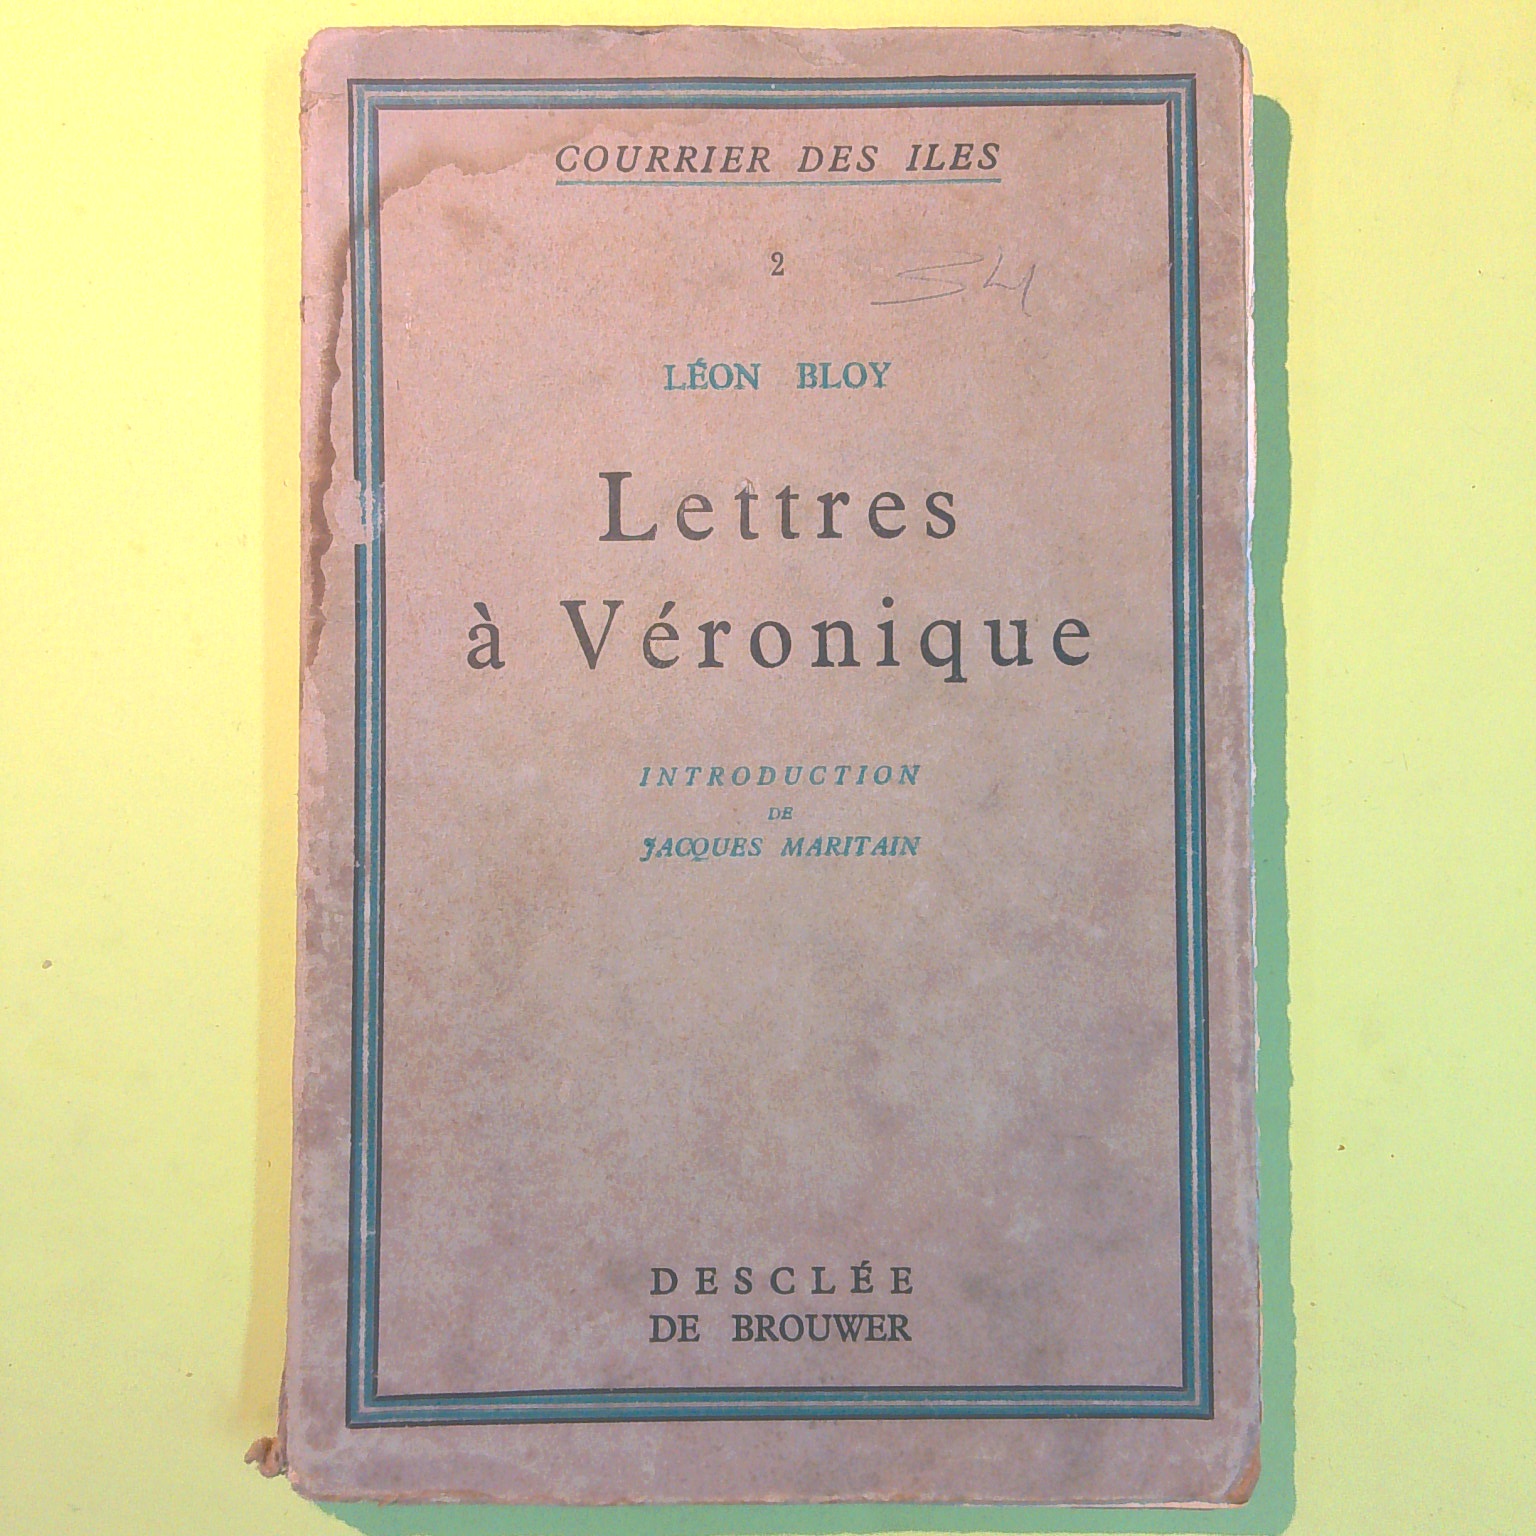 COURRIER DES ILES
2
LÉON BLOY
Lettres
à Véronique
INTRODUCTION
DE
JACQUES MARITAIN
DESCLÉE
DE BROUWER